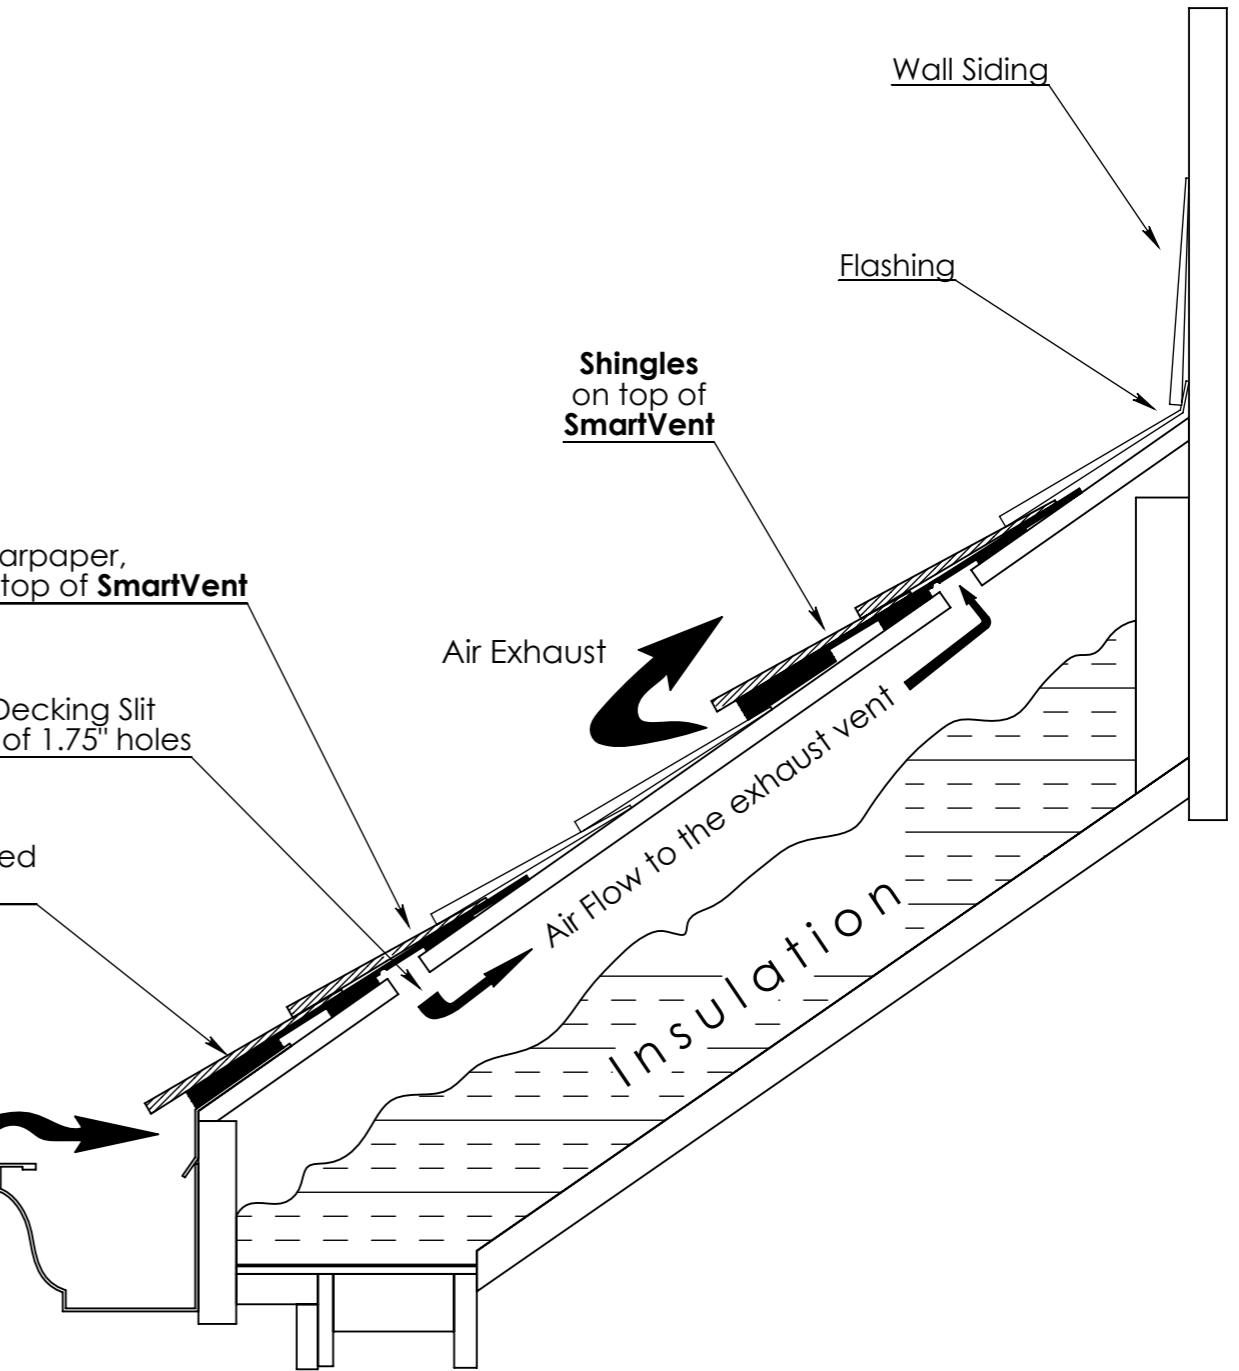 Wall Siding
Flashing
Shingles
on top of
SmartVent
arpaper,
top of SmartVent
Air Exhaust
Decking Slit
of 1.75" holes
ed
Air Flow to the exhaust vent
Insulation